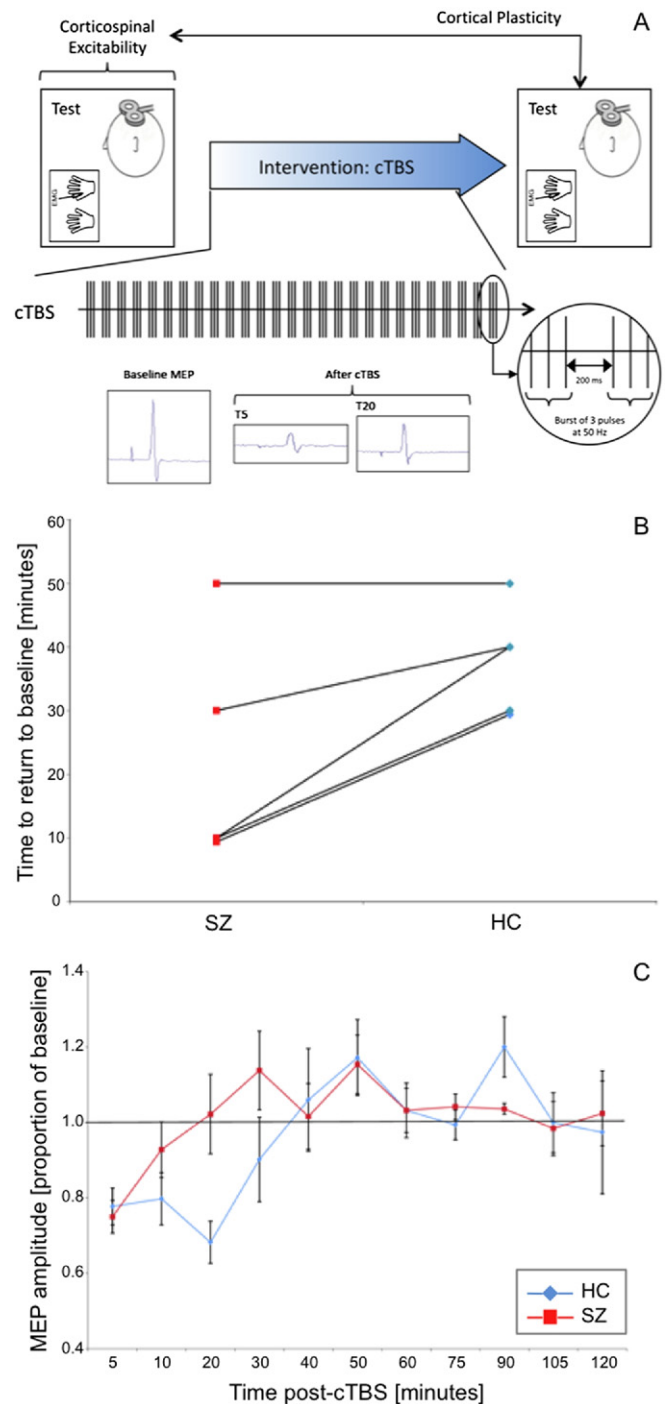 A
Corticospinal
Excitability
Cortical Plasticity
Test
EMG
Intervention: cTBS
Test
EMG
cTBS
200 ms
Burst of 3 pulses
at 50 Hz
Baseline MEP
After cTBS
T5
T20
B
Time to return to baseline [minutes]
60
50
40
30
20
10
0
SZ
HC
C
MEP amplitude [proportion of baseline]
1.4
1.2
1.0
0.8
0.6
0.4
HC
SZ
5 10 20 30 40 50 60 75 90 105 120
Time post-cTBS [minutes]